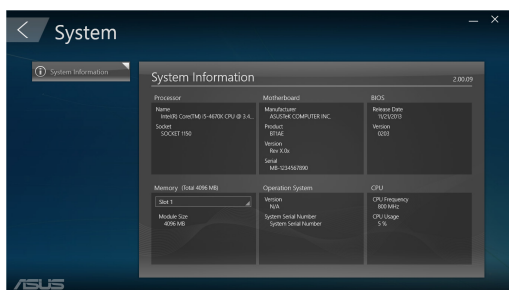 System
System Information
System Information
2.00.09
Processor
Name
Intel(R) Core(TM) i5-4670K CPU @ 3.4...
Socket
SOCKET 1150
Motherboard
Manufacturer
ASUSTeK COMPUTER INC.
Product
BT1AE
Version
Rev X.0x
Serial
MB-1234567890
BIOS
Release Date
11/21/2013
Version
0203
Memory (Total 4096 MB)
Slot 1
Module Size
4096 MB
Operation System
Version
N/A
System Serial Number
System Serial Number
CPU
CPU Frequency
800 MHz
CPU Usage
5 %
ASUS